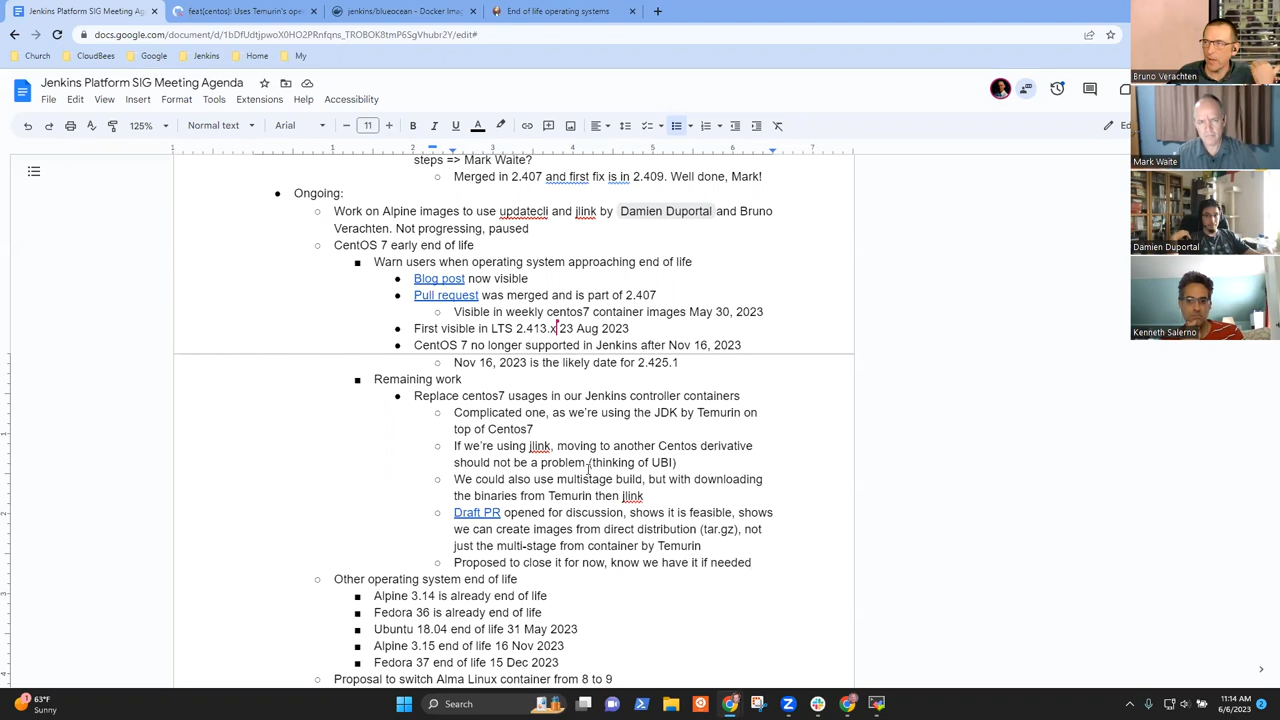 Jenkins Platform SIG Meeting Agenda
feat(centos): Uses Temurin's ope
jenkins/blueocean - Docker Imag
End of life operating systems
docs.google.com/document/d/1bDfUdtjpwoX0HO2PRnfqns_TROBOK8tmP6SgVhubr2Y/edit#
Church
CloudBees
Google
Jenkins
Home
My
Jenkins Platform SIG Meeting Agenda
File Edit View Insert Format Tools Extensions Help Accessibility
125% Normal text Arial 11
1 1 2 3 4 5 6 7
steps => Mark Waite?
○ Merged in 2.407 and first fix is in 2.409. Well done, Mark!
● Ongoing:
○ Work on Alpine images to use updatecli and jlink by Damien Duportal and Bruno
Verachten. Not progressing, paused
○ CentOS 7 early end of life
■ Warn users when operating system approaching end of life
● Blog post now visible
● Pull request was merged and is part of 2.407
○ Visible in weekly centos7 container images May 30, 2023
● First visible in LTS 2.413.x 23 Aug 2023
● CentOS 7 no longer supported in Jenkins after Nov 16, 2023
○ Nov 16, 2023 is the likely date for 2.425.1
■ Remaining work
● Replace centos7 usages in our Jenkins controller containers
○ Complicated one, as we're using the JDK by Temurin on
top of Centos7
○ If we're using jlink, moving to another Centos derivative
should not be a problem (thinking of UBI)
○ We could also use multistage build, but with downloading
the binaries from Temurin then jlink
○ Draft PR opened for discussion, shows it is feasible, shows
we can create images from direct distribution (tar.gz), not
just the multi-stage from container by Temurin
○ Proposed to close it for now, know we have it if needed
○ Other operating system end of life
■ Alpine 3.14 is already end of life
■ Fedora 36 is already end of life
■ Ubuntu 18.04 end of life 31 May 2023
■ Alpine 3.15 end of life 16 Nov 2023
■ Fedora 37 end of life 15 Dec 2023
○ Proposal to switch Alma Linux container from 8 to 9
Bruno Verachten
Mark Waite
Damien Duportal
Kenneth Salerno
63°F
Sunny
Search
11:14 AM
6/6/2023